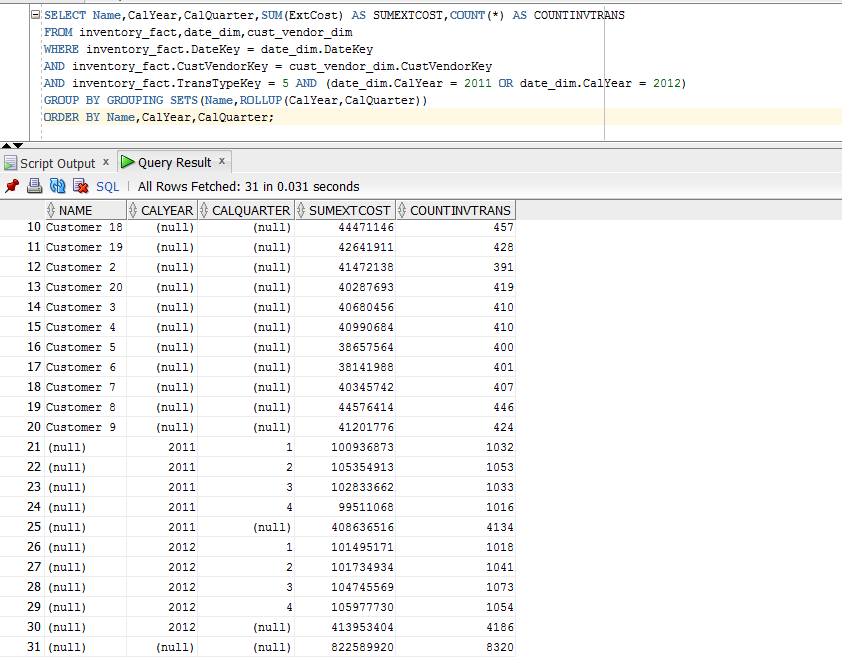 SELECT Name,CalYear,CalQuarter,SUM(ExtCost) AS SUMEXTCOST,COUNT(*) AS COUNTINVTRANS
FROM inventory_fact,date_dim,cust_vendor_dim
WHERE inventory_fact.DateKey = date_dim.DateKey
AND inventory_fact.CustVendorKey = cust_vendor_dim.CustVendorKey
AND inventory_fact.TransTypeKey = 5 AND (date_dim.CalYear = 2011 OR date_dim.CalYear = 2012)
GROUP BY GROUPING SETS(Name,ROLLUP(CalYear,CalQuarter))
ORDER BY Name,CalYear,CalQuarter;
Script Output x Query Result x
SQL All Rows Fetched: 31 in 0.031 seconds
NAME CALYEAR CALQUARTER SUMEXTCOST COUNTINVTRANS
10 Customer 18 (null) (null) 44471146 457
11 Customer 19 (null) (null) 42641911 428
12 Customer 2 (null) (null) 41472138 391
13 Customer 20 (null) (null) 40287693 419
14 Customer 3 (null) (null) 40680456 410
15 Customer 4 (null) (null) 40990684 410
16 Customer 5 (null) (null) 38657564 400
17 Customer 6 (null) (null) 38141988 401
18 Customer 7 (null) (null) 40345742 407
19 Customer 8 (null) (null) 44576414 446
20 Customer 9 (null) (null) 41201776 424
21 (null) 2011 1 100936873 1032
22 (null) 2011 2 105354913 1053
23 (null) 2011 3 102833662 1033
24 (null) 2011 4 99511068 1016
25 (null) 2011 (null) 408636516 4134
26 (null) 2012 1 101495171 1018
27 (null) 2012 2 101734934 1041
28 (null) 2012 3 104745569 1073
29 (null) 2012 4 105977730 1054
30 (null) 2012 (null) 413953404 4186
31 (null) (null) (null) 822589920 8320